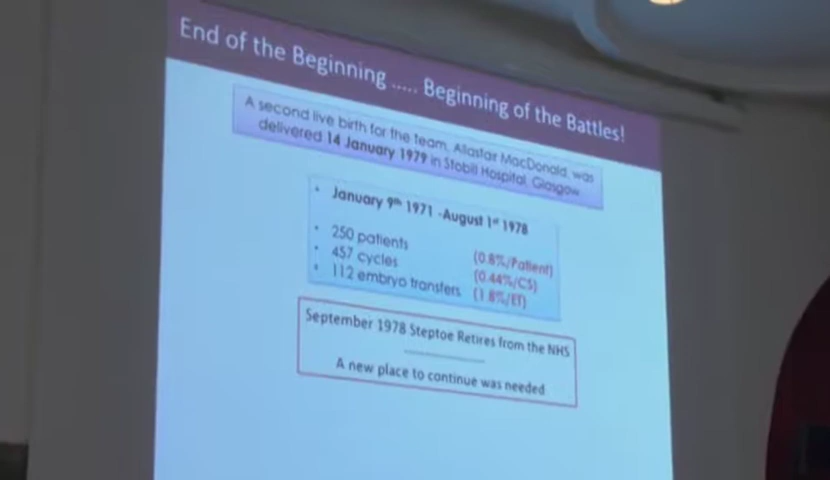 End of the Beginning ..... Beginning of the Battles!
A second live birth for the team, Allastair MacDonald, was
delivered 14 January 1979 in Stobill Hospital, Glasgow
• January 9th 1971 -August 1st 1978
• 250 patients (0.8%/Patient)
• 457 cycles (0.44%/CS)
• 112 embryo transfers (1.8%/ET)
September 1978 Steptoe Retires from the NHS
A new place to continue was needed